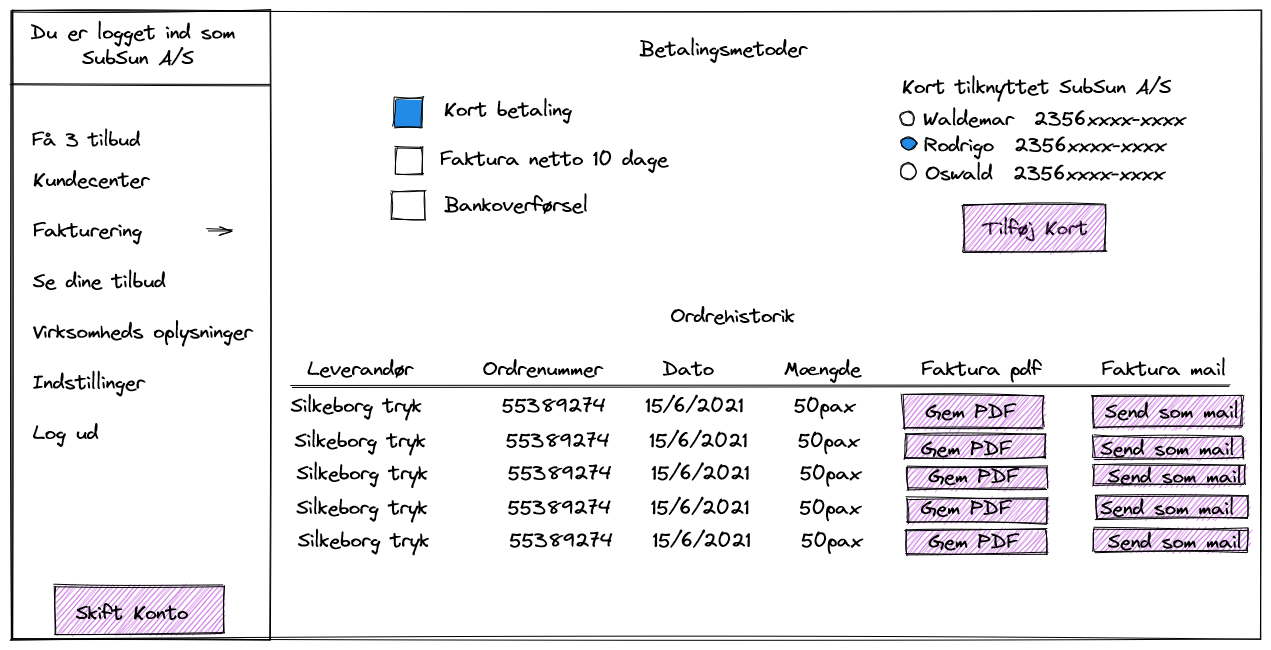 Du er logget ind som
SubSun A/S
Få 3 tilbud
Kundecenter
Fakturering
Se dine tilbud
Virksomheds oplysninger
Indstillinger
Log ud
Skift Konto
Betalingsmetoder
Kort betaling
Faktura netto 10 dage
Bankoverførsel
Kort tilknyttet SubSun A/S
Waldemar 2356xxxx-xxxx
Rodrigo 2356xxxx-xxxx
Oswald 2356xxxx-xxxx
Tilføj Kort
Ordrehistorik
Leverandør Ordrenummer Dato Mængde Faktura pdf Faktura mail
Silkeborg tryk 55389274 15/6/2021 50pax Gem PDF Send som mail
Silkeborg tryk 55389274 15/6/2021 50pax Gem PDF Send som mail
Silkeborg tryk 55389274 15/6/2021 50pax Gem PDF Send som mail
Silkeborg tryk 55389274 15/6/2021 50pax Gem PDF Send som mail
Silkeborg tryk 55389274 15/6/2021 50pax Gem PDF Send som mail